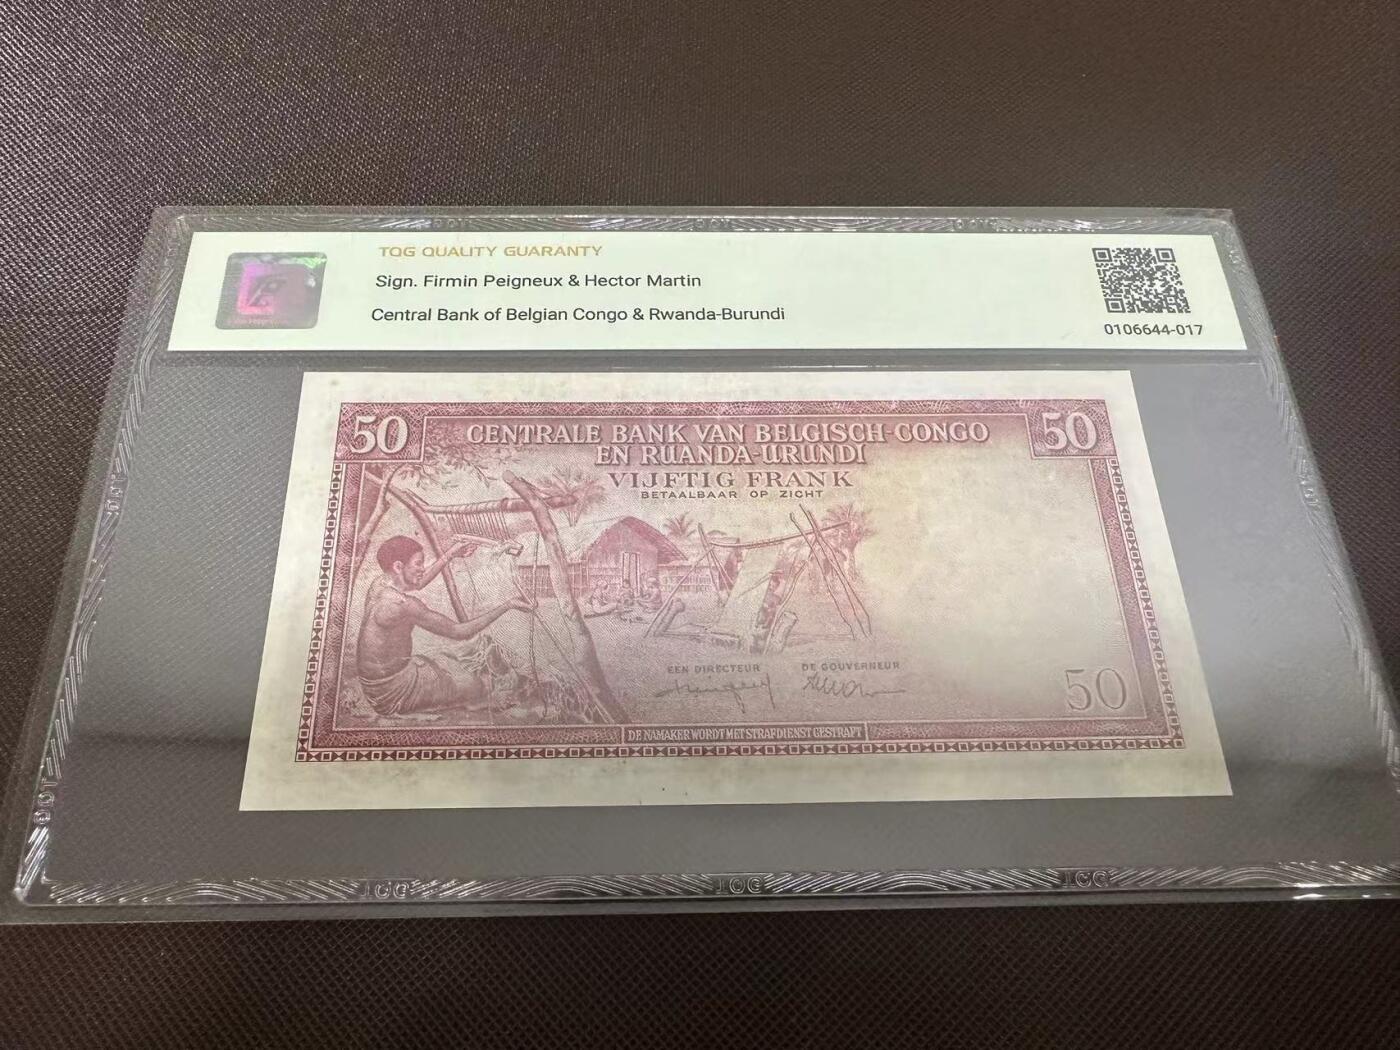 TQG QUALITY GUARANTY
Sign. Firmin Peigneux & Hector Martin
Central Bank of Belgian Congo & Rwanda-Burundi
0106644-017
50
50
CENTRALE BANK VAN BELGISCH-CONGO
EN RUANDA-URUNDI
VIJFTIG FRANK
BETAALBAAR OP ZICHT
EEN DIRECTEUR
DE GOUVERNEUR
50
DE NAMAKER WORDT MET STRAFDIENST GESTRAFT